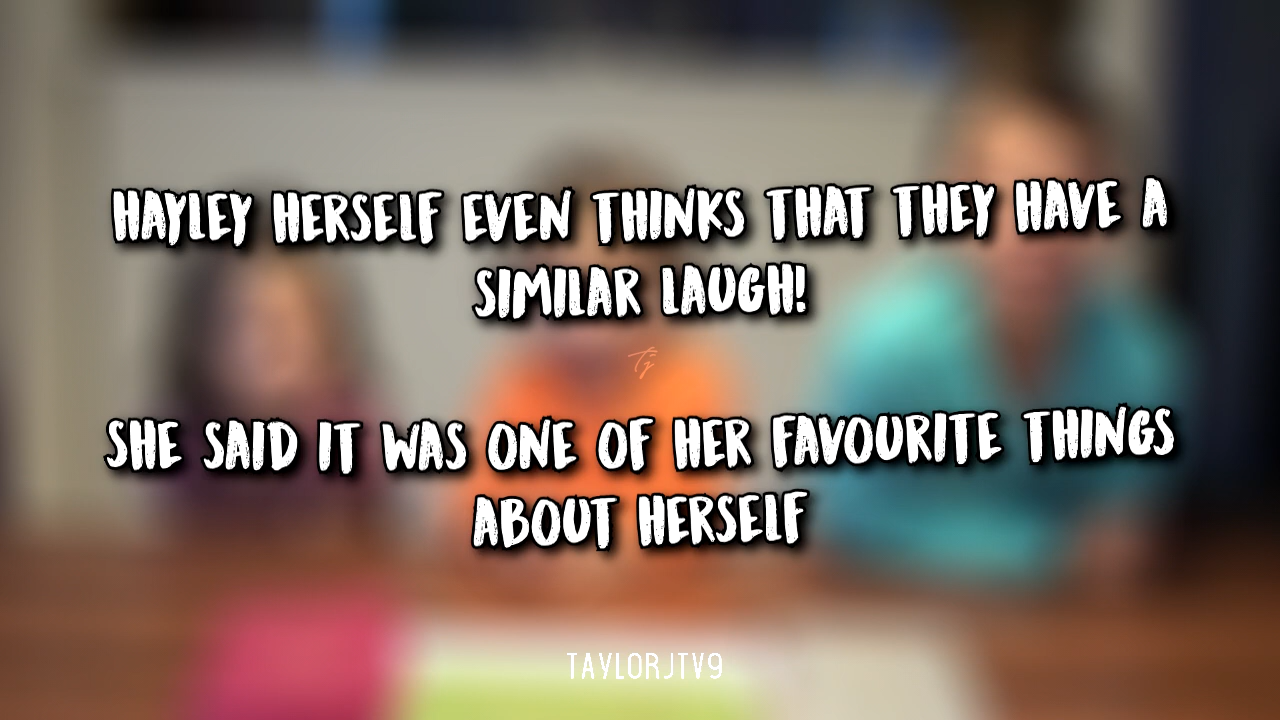 HAYLEY HERSELF EVEN THINKS THAT THEY HAVE A
SIMILAR LAUGH!
Tj
SHE SAID IT WAS ONE OF HER FAVOURITE THINGS
ABOUT HERSELF
TAYLORJTV9